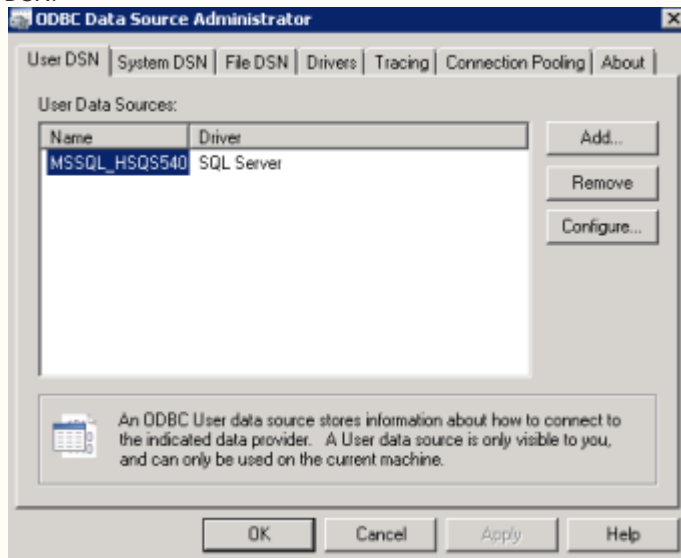 ODBC Data Source Administrator
User DSN System DSN File DSN Drivers Tracing Connection Pooling About
User Data Sources:
Name Driver
MSSQL_HSQS540 SQL Server
Add...
Remove
Configure...
An ODBC User data source stores information about how to connect to
the indicated data provider. A User data source is only visible to you,
and can only be used on the current machine.
OK Cancel Apply Help